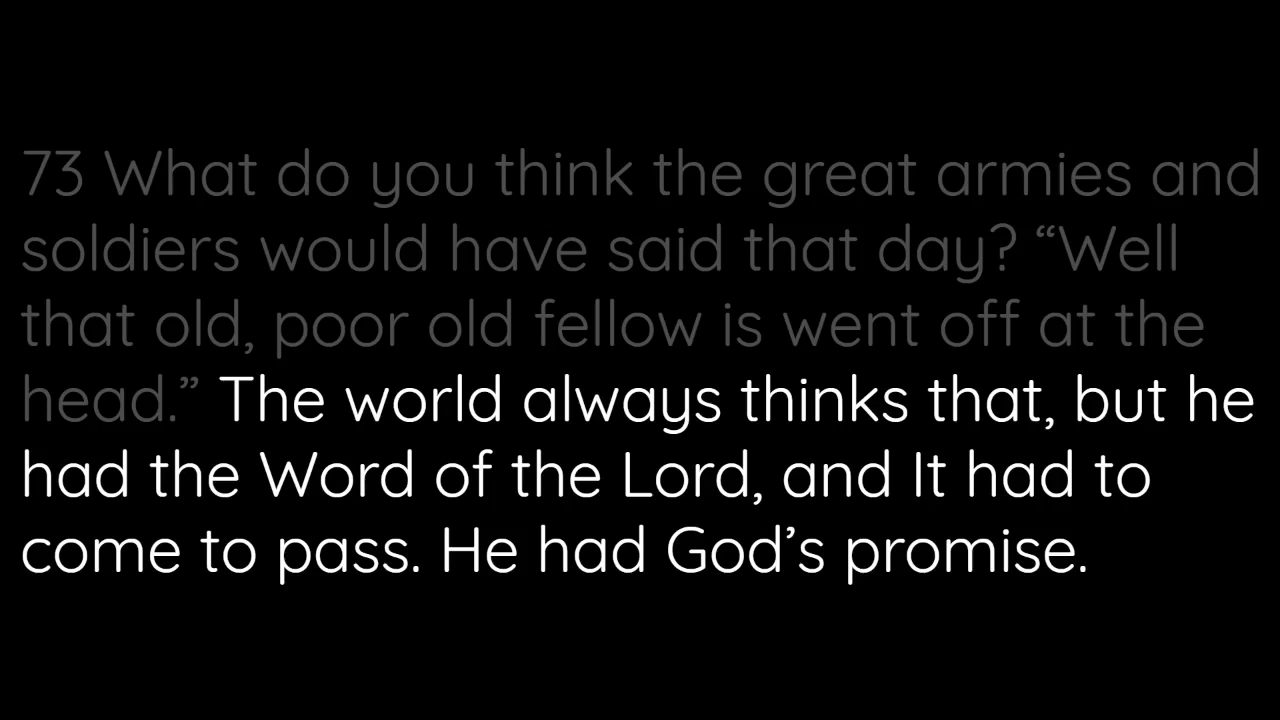 73 What do you think the great armies and
soldiers would have said that day? “Well
that old, poor old fellow is went off at the
head.” The world always thinks that, but he
had the Word of the Lord, and It had to
come to pass. He had God’s promise.